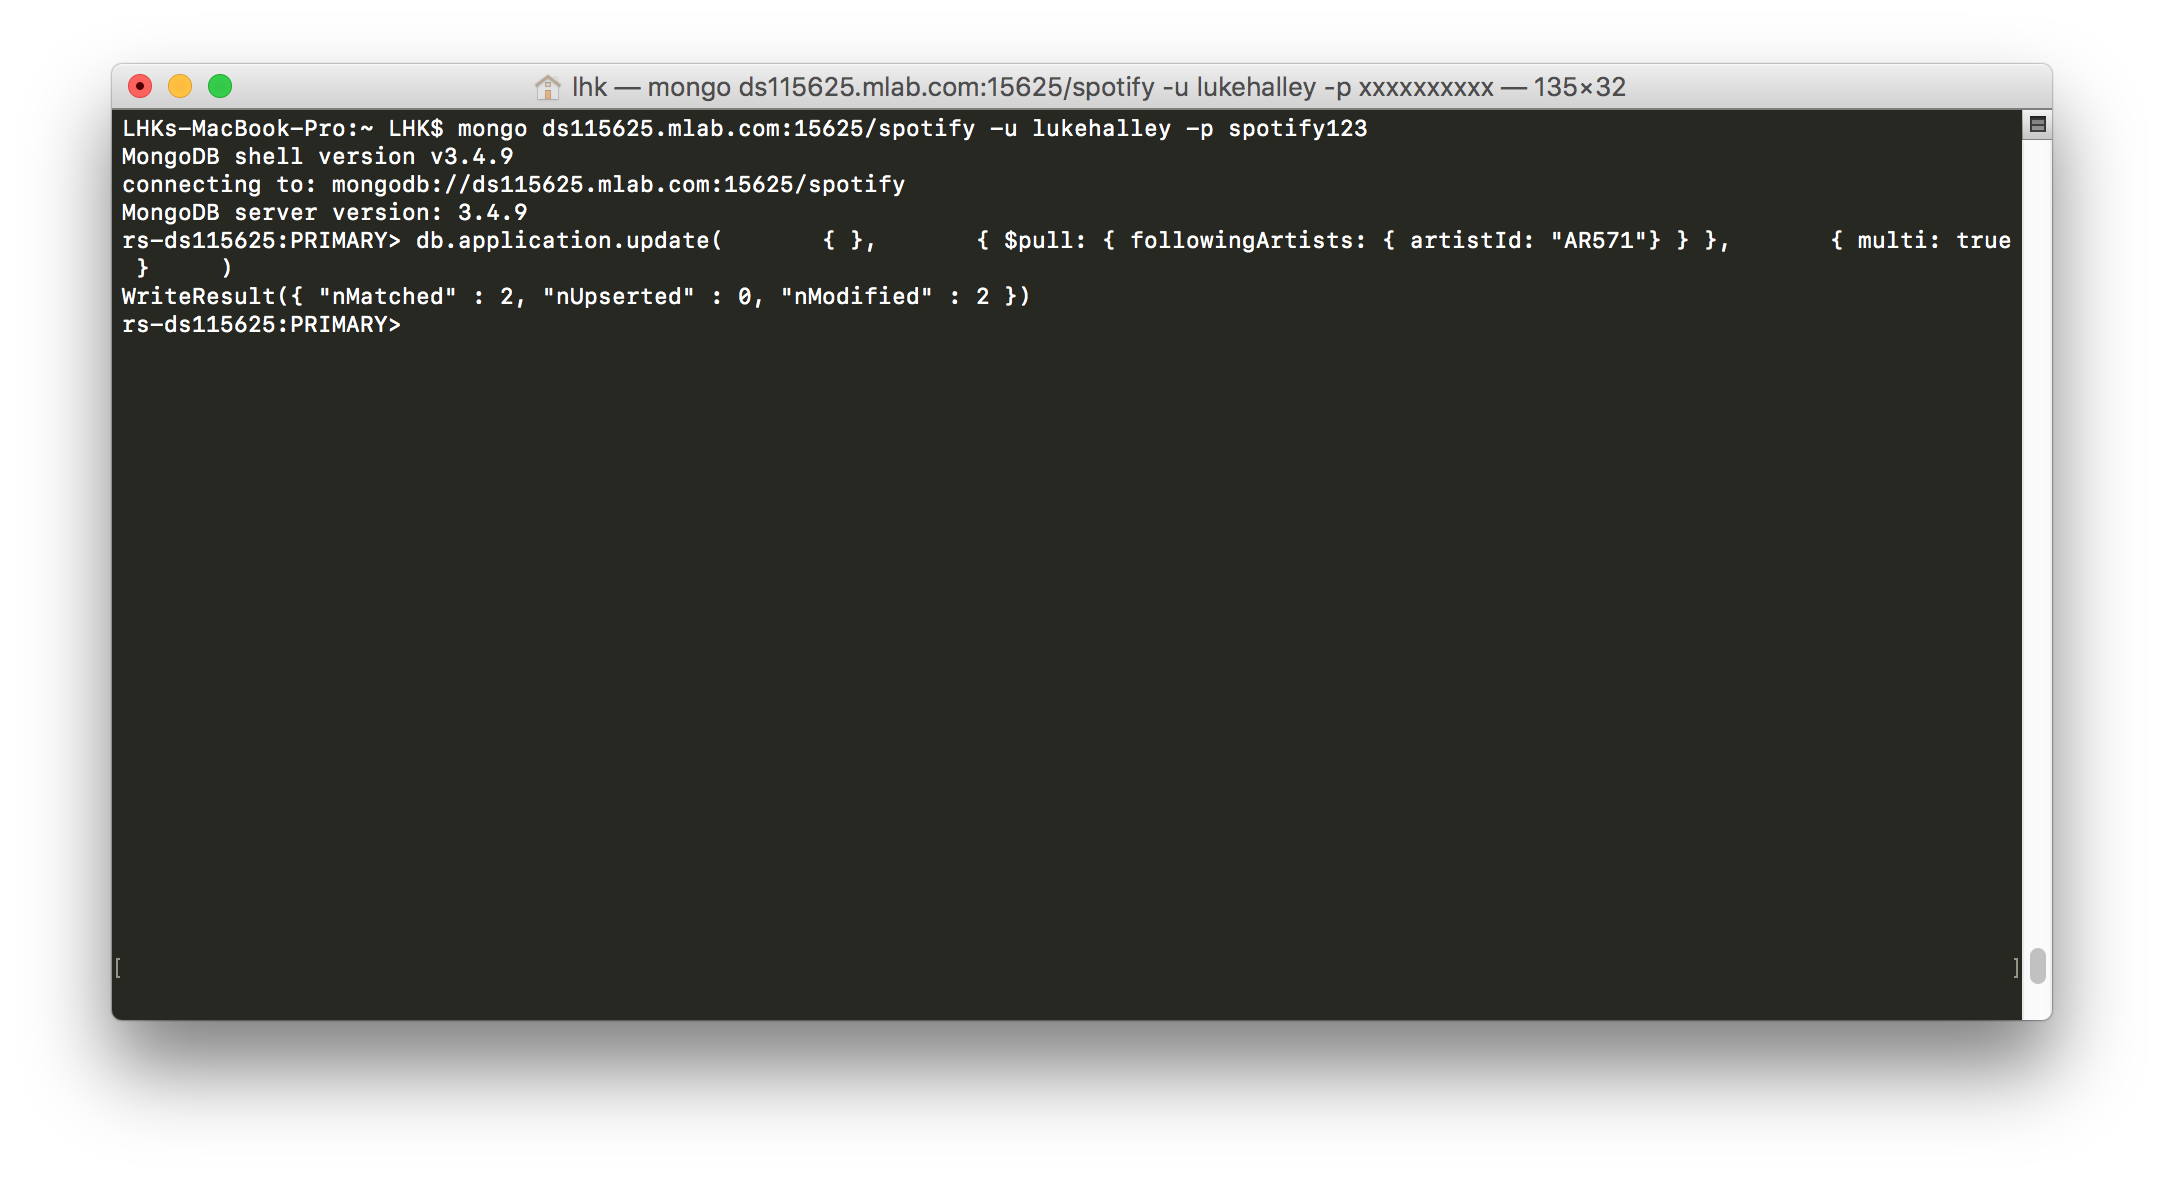 lhk — mongo ds115625.mlab.com:15625/spotify -u lukehalley -p xxxxxxxxxx — 135×32
LHKs-MacBook-Pro:~ LHK$ mongo ds115625.mlab.com:15625/spotify -u lukehalley -p spotify123
MongoDB shell version v3.4.9
connecting to: mongodb://ds115625.mlab.com:15625/spotify
MongoDB server version: 3.4.9
rs-ds115625:PRIMARY> db.application.update(       { },       { $pull: { followingArtists: { artistId: "AR571"} } },       { multi: true
 }     )
WriteResult({ "nMatched" : 2, "nUpserted" : 0, "nModified" : 2 })
rs-ds115625:PRIMARY>
[ ]